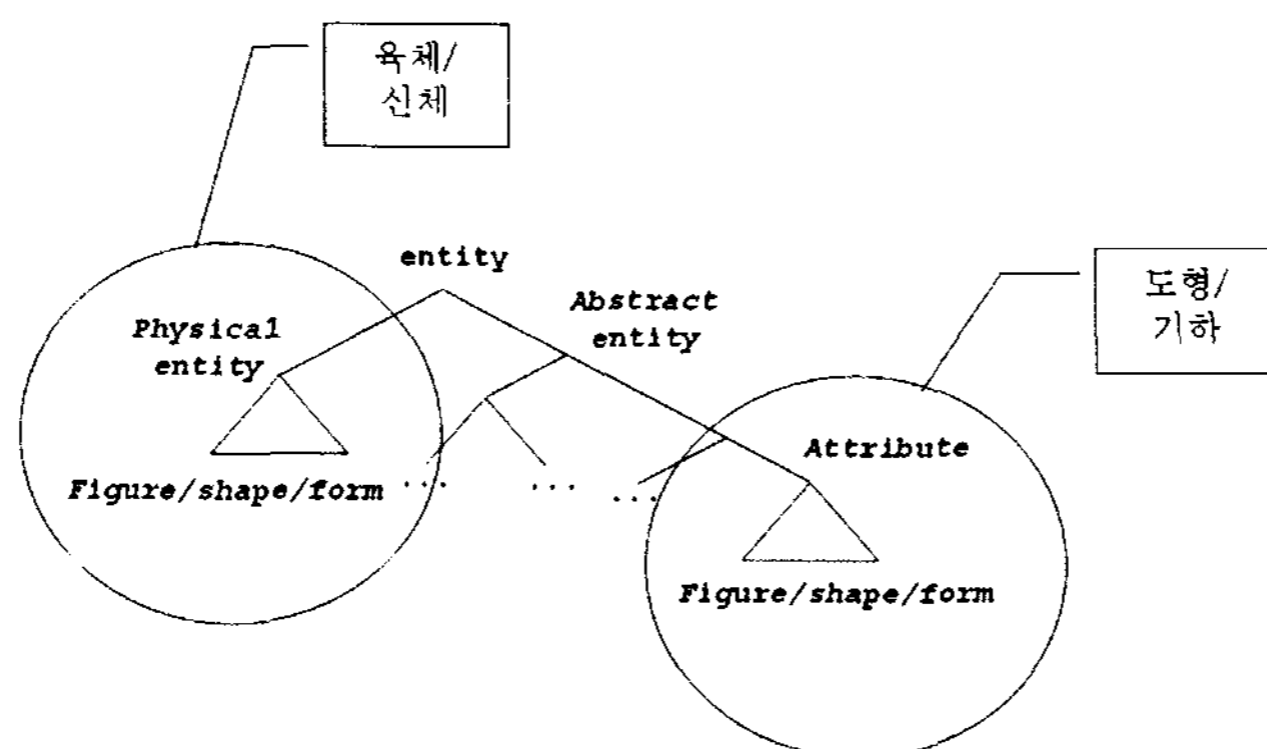 육체/
신체
entity
도형/
기하
Abstract
entity
Physical
entity
Attribute
Figure/shape/form
...
...
...
Figure/shape/form